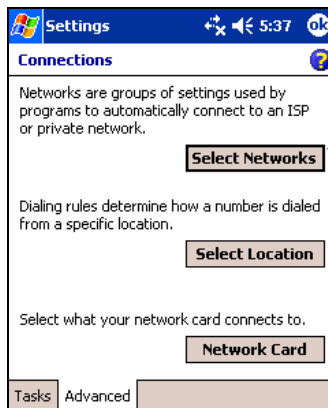 Settings 5:37 ok
Connections ?
Networks are groups of settings used by
programs to automatically connect to an ISP
or private network.
Select Networks
Dialing rules determine how a number is dialed
from a specific location.
Select Location
Select what your network card connects to.
Network Card
Tasks Advanced